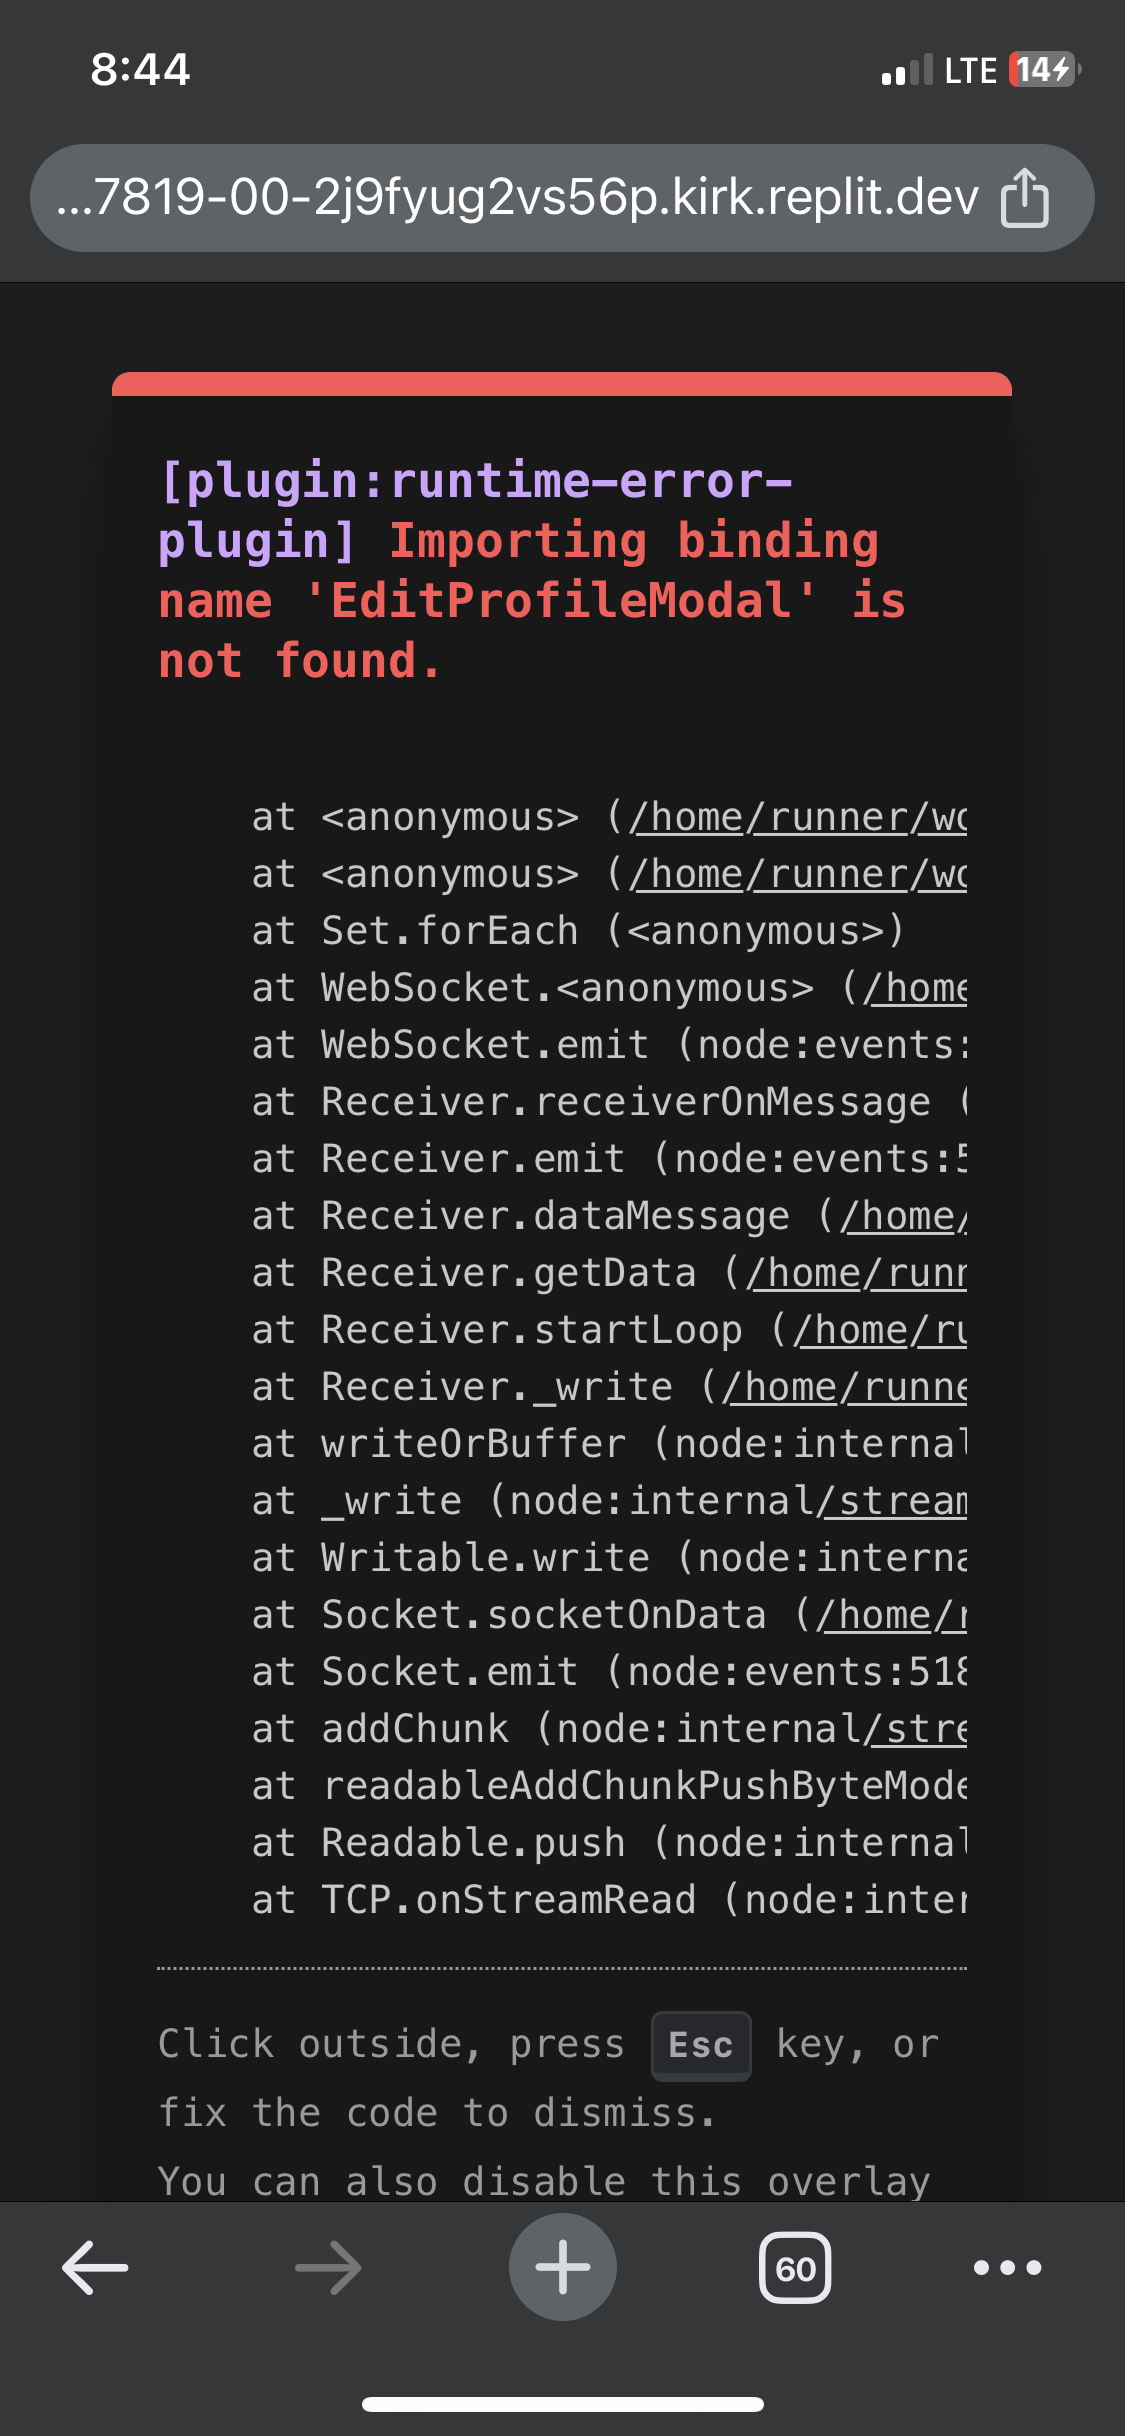 8:44
LTE 14
...7819-00-2j9fyug2vs56p.kirk.replit.dev
[plugin:runtime-error-
plugin] Importing binding
name 'EditProfileModal' is
not found.
at <anonymous> (/home/runner/wo
at <anonymous> (/home/runner/wo
at Set.forEach (<anonymous>)
at WebSocket.<anonymous> (/home
at WebSocket.emit (node:events:
at Receiver.receiverOnMessage (
at Receiver.emit (node:events:5
at Receiver.dataMessage (/home/
at Receiver.getData (/home/runn
at Receiver.startLoop (/home/ru
at Receiver._write (/home/runne
at writeOrBuffer (node:internal
at _write (node:internal/stream
at Writable.write (node:interna
at Socket.socketOnData (/home/r
at Socket.emit (node:events:518
at addChunk (node:internal/stre
at readableAddChunkPushByteMode
at Readable.push (node:internal
at TCP.onStreamRead (node:inter
Click outside, press Esc key, or
fix the code to dismiss.
You can also disable this overlay
60